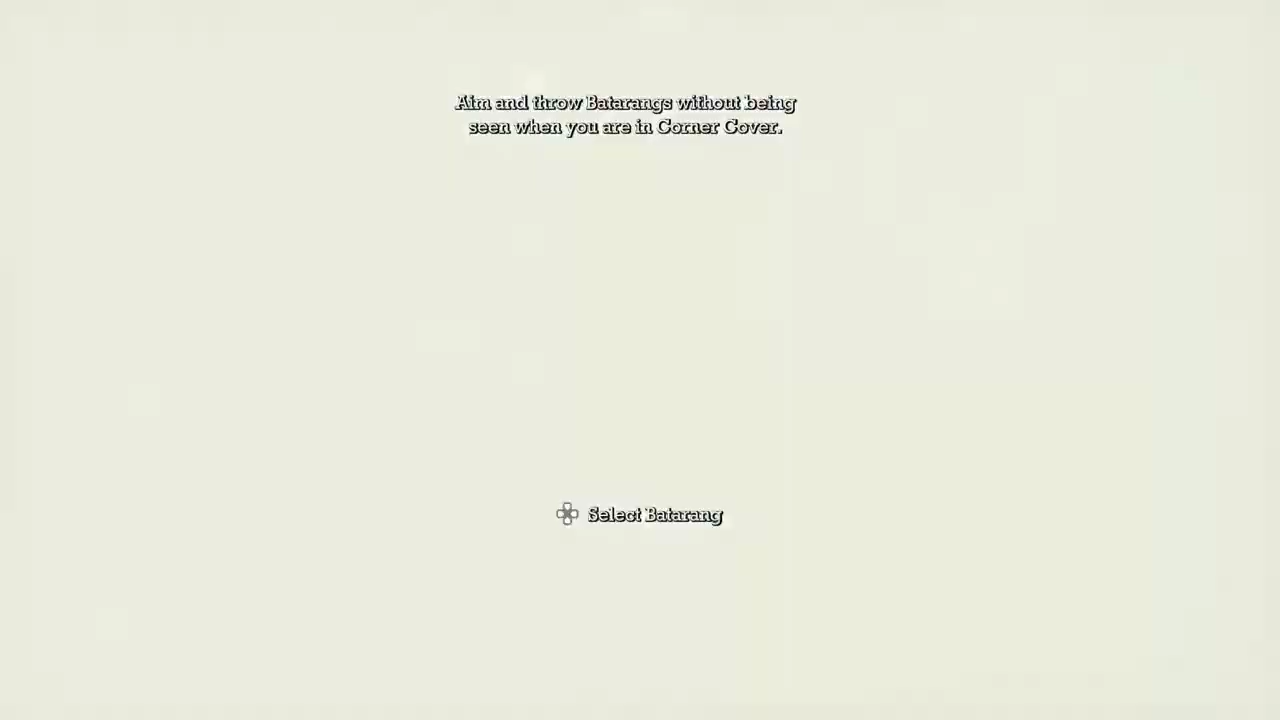 Aim and throw Batarangs without being
seen when you are in Corner Cover.
Select Batarang